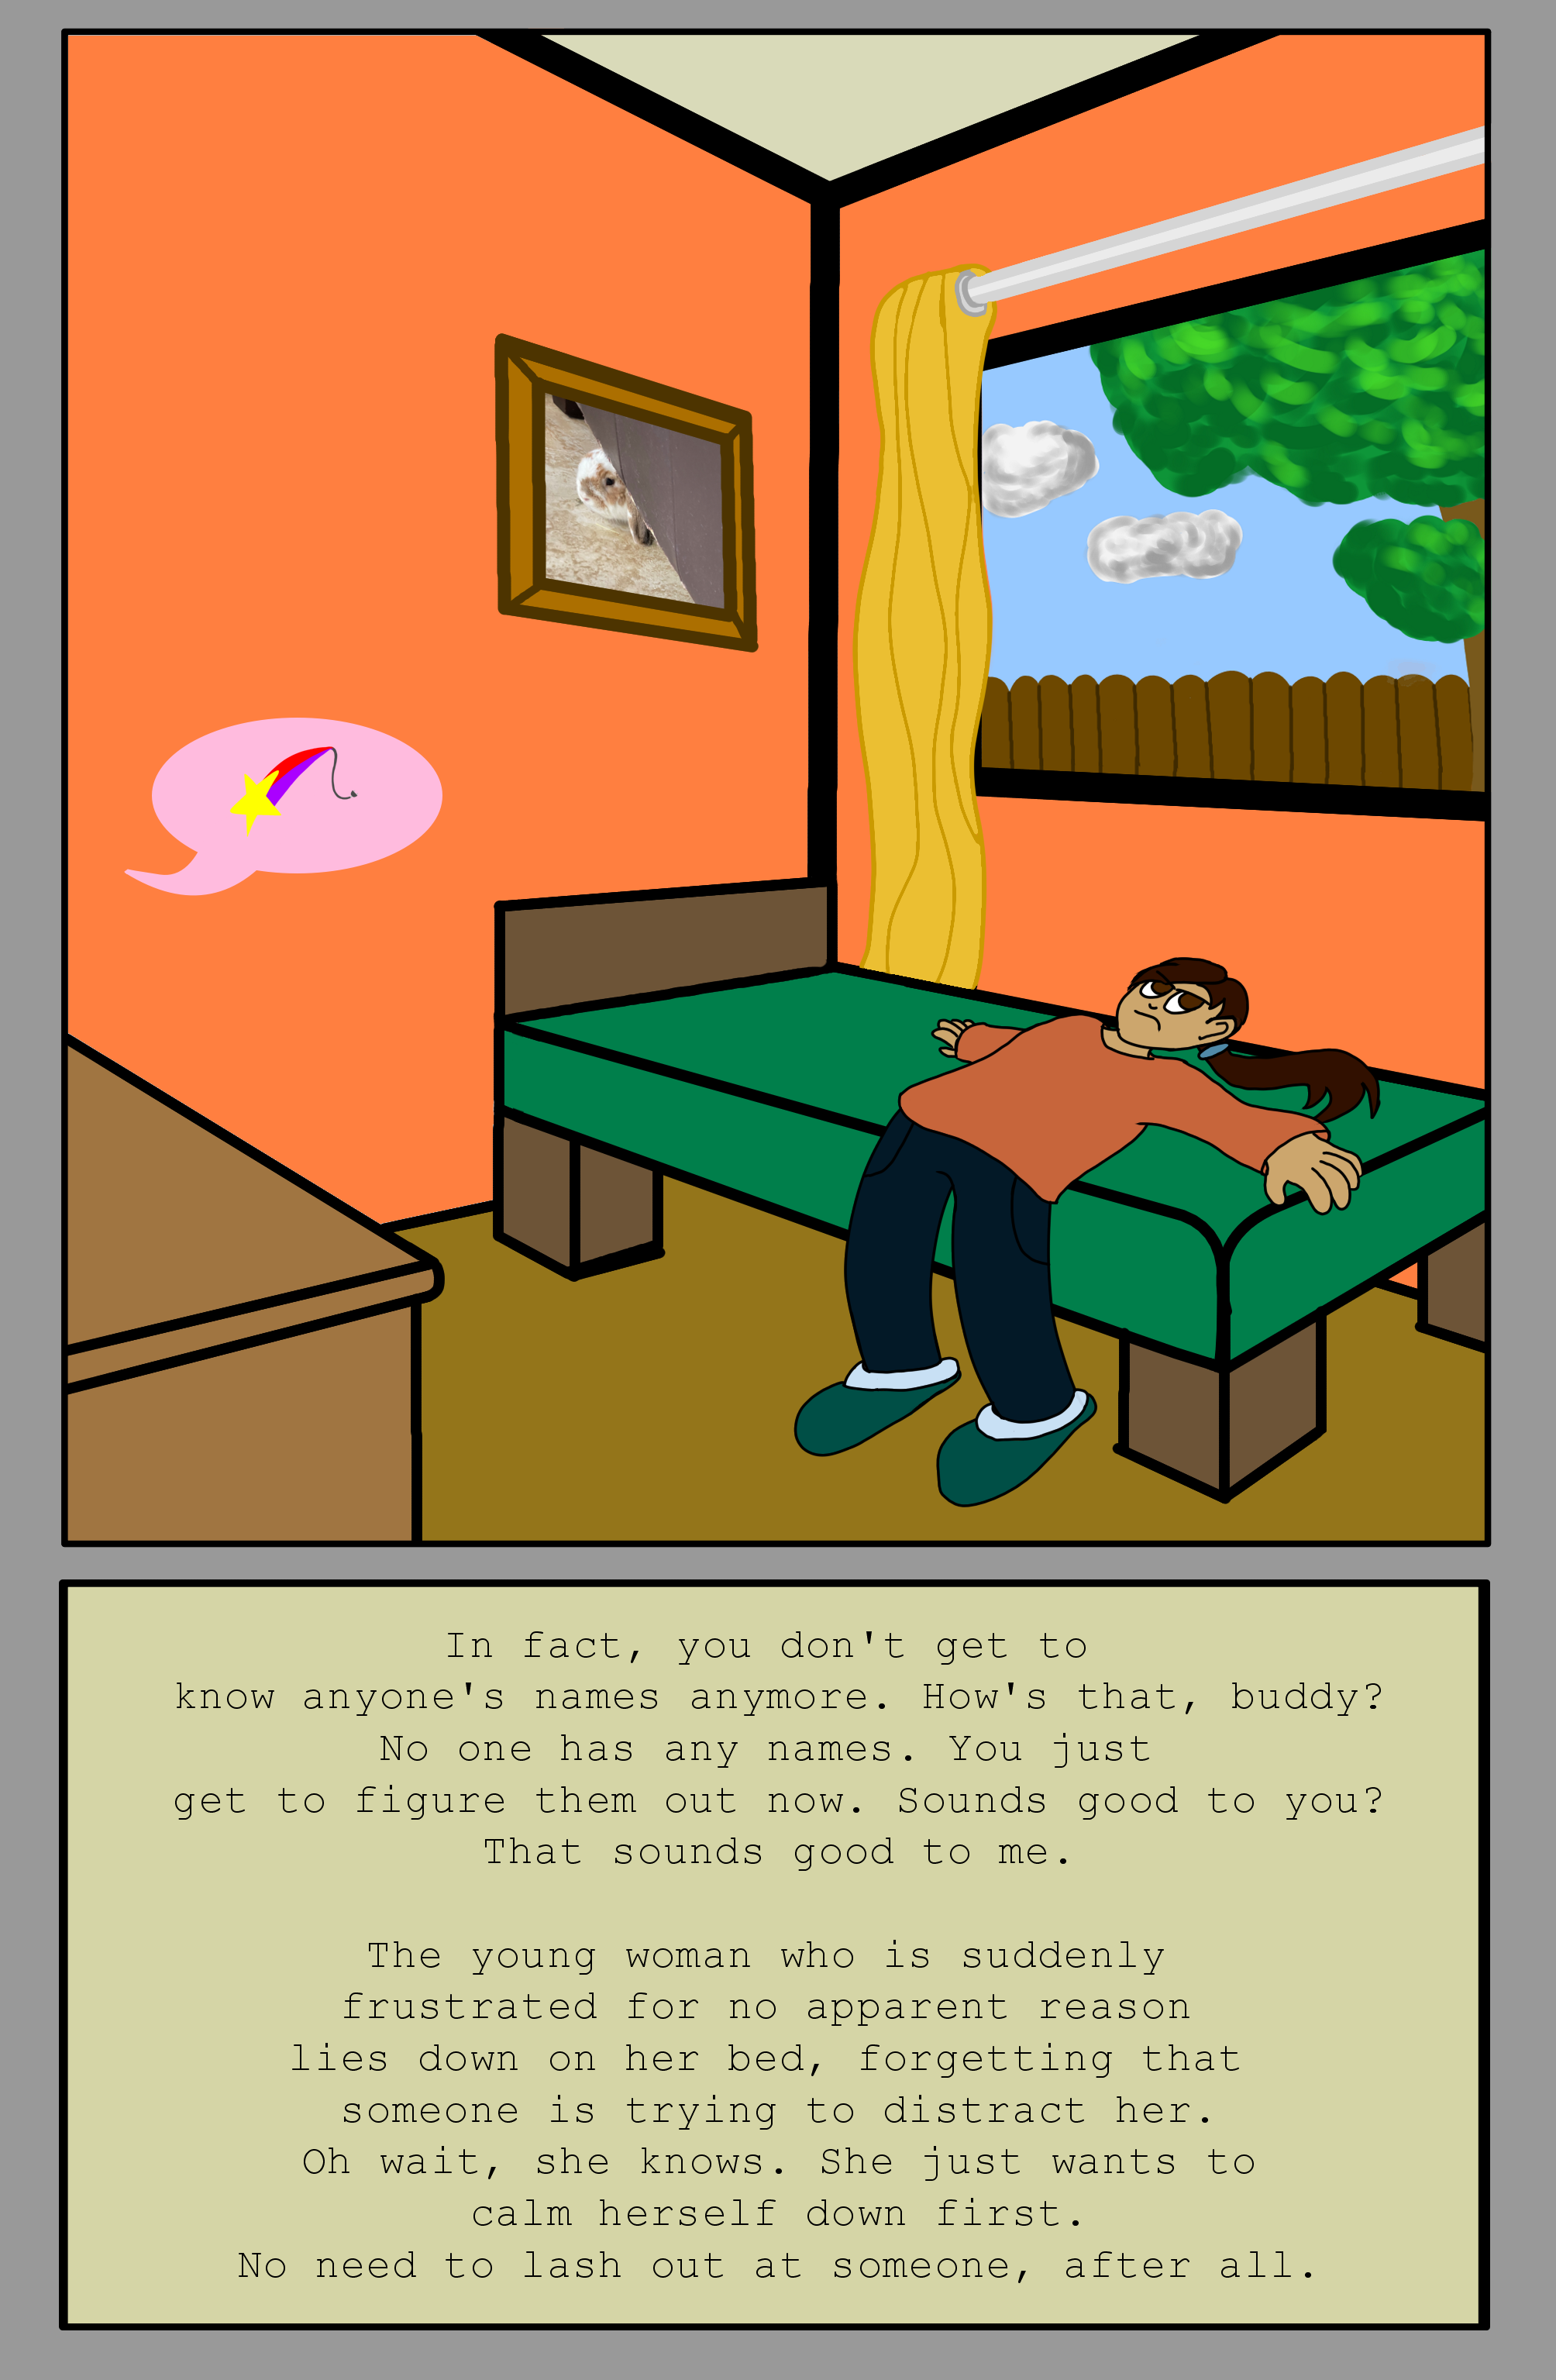 In fact, you don't get to
know anyone's names anymore. How's that, buddy?
No one has any names. You just
get to figure them out now. Sounds good to you?
That sounds good to me.
The young woman who is suddenly
frustrated for no apparent reason
lies down on her bed, forgetting that
someone is trying to distract her.
Oh wait, she knows. She just wants to
calm herself down first.
No need to lash out at someone, after all.